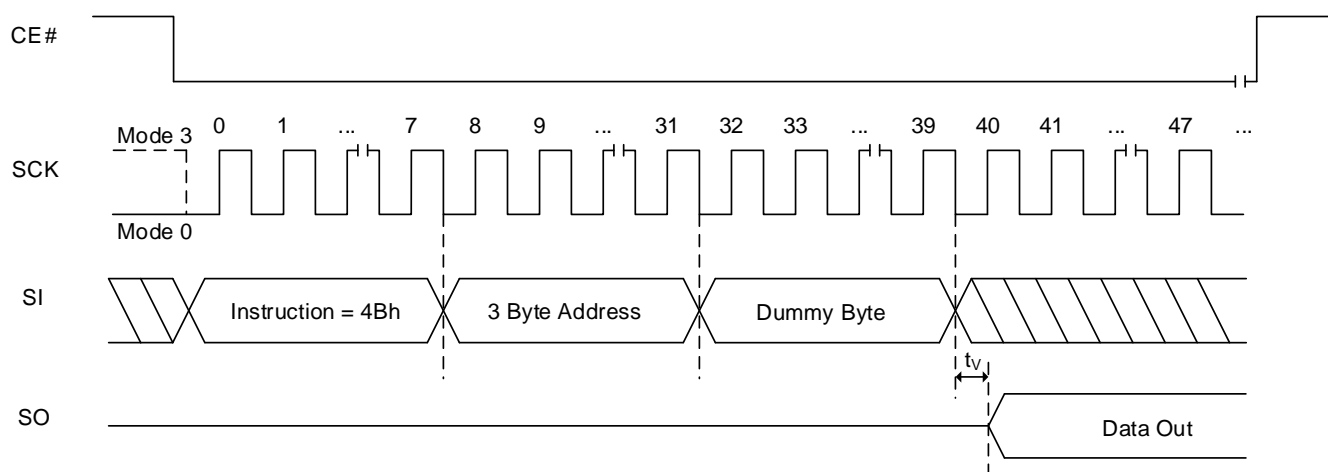 CE#
Mode 3
0 1 ... 7 8 9 ... 31 32 33 ... 39 40 41 ... 47 ...
SCK
Mode 0
SI
Instruction = 4Bh
3 Byte Address
Dummy Byte
tV
SO
Data Out